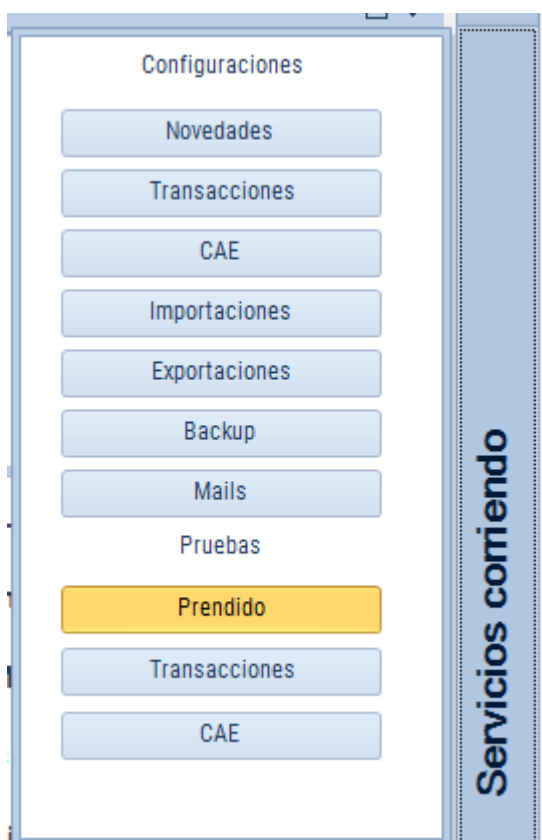 Configuraciones
Novedades
Transacciones
CAE
Importaciones
Exportaciones
Backup
Mails
Pruebas
Prendido
Transacciones
CAE
Servicios corriendo